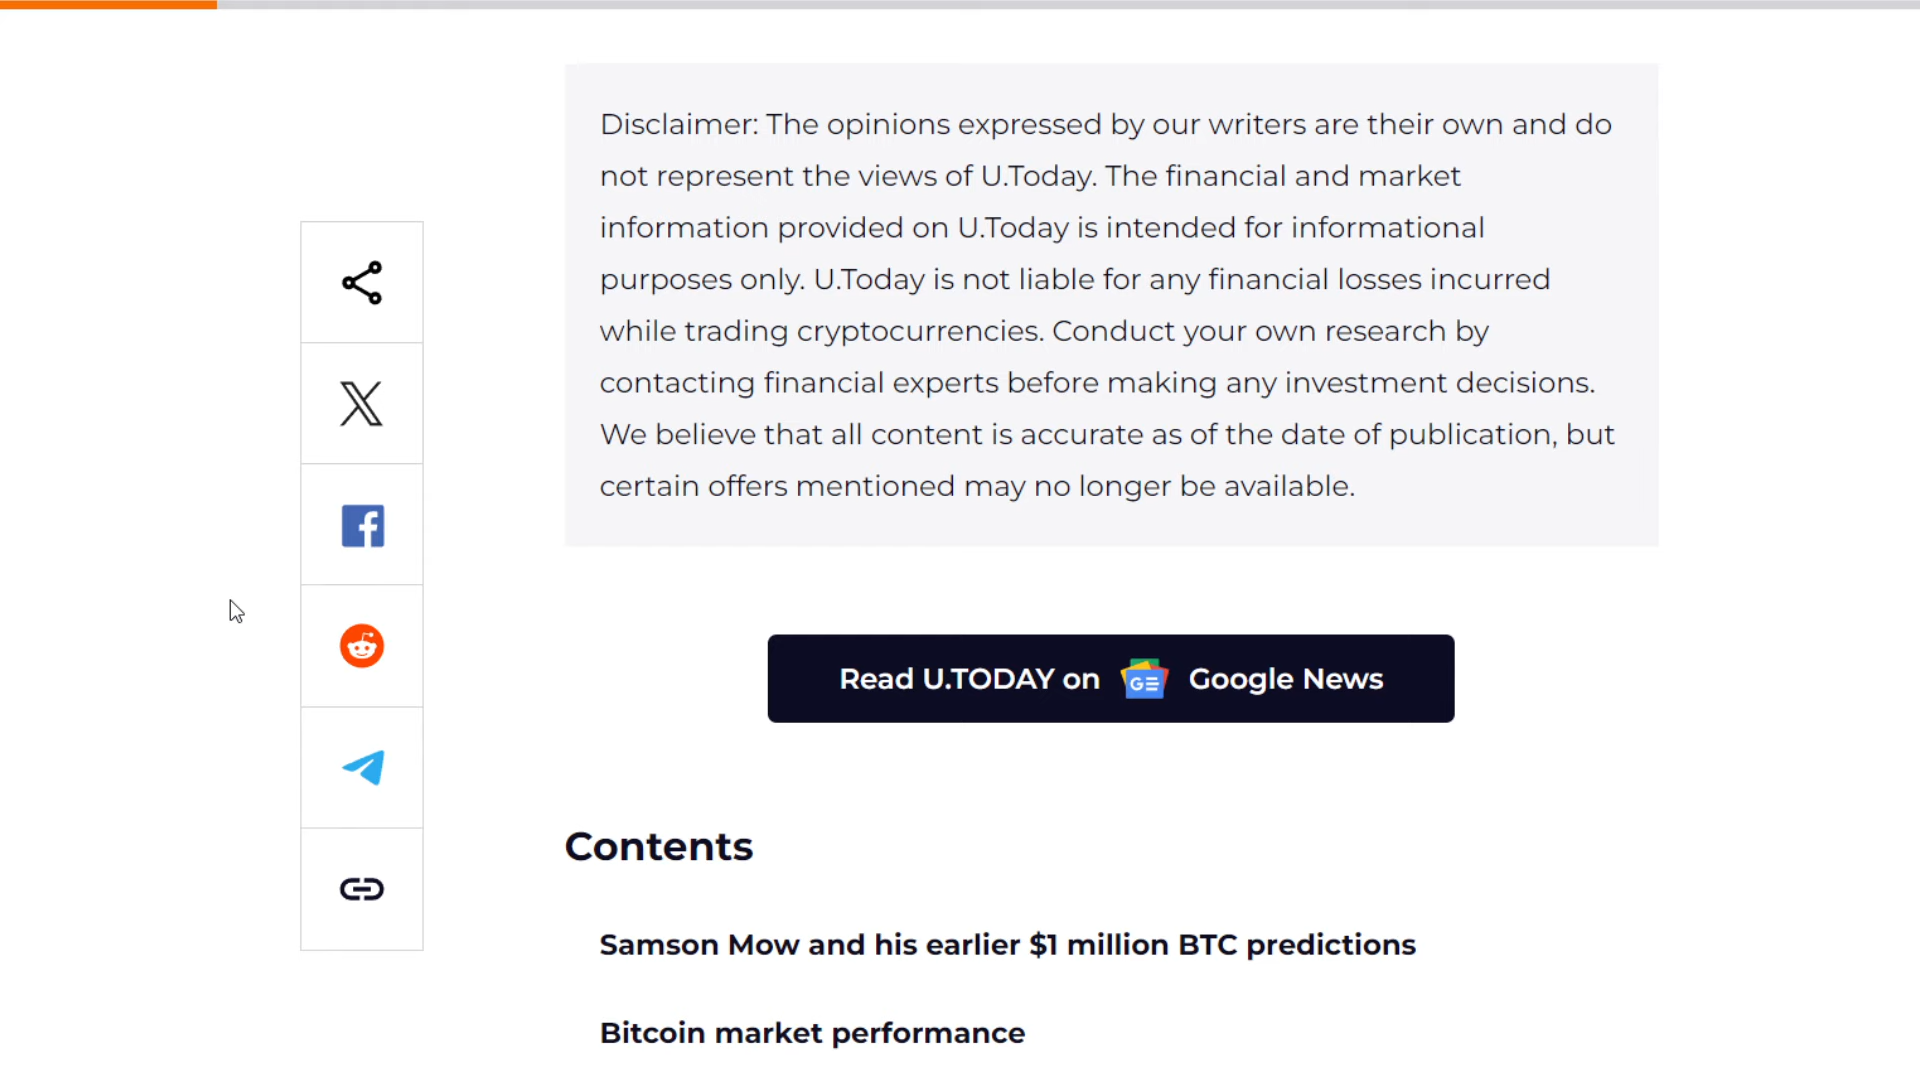 Disclaimer: The opinions expressed by our writers are their own and do
not represent the views of U.Today. The financial and market
information provided on U.Today is intended for informational
purposes only. U.Today is not liable for any financial losses incurred
while trading cryptocurrencies. Conduct your own research by
contacting financial experts before making any investment decisions.
We believe that all content is accurate as of the date of publication, but
certain offers mentioned may no longer be available.
Read U.TODAY on Google News
Contents
Samson Mow and his earlier $1 million BTC predictions
Bitcoin market performance